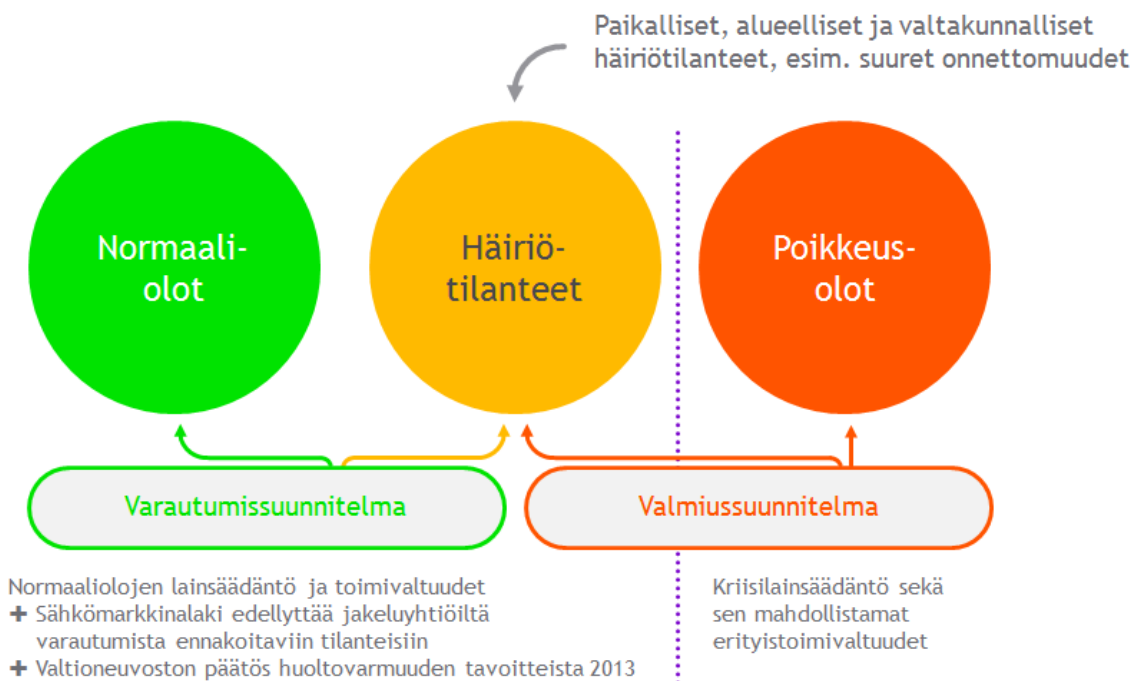 Paikalliset, alueelliset ja valtakunnalliset
häiriötilanteet, esim. suuret onnettomuudet
Normaali-
olot
Häiriö-
tilanteet
Poikkeus-
olot
Varautumissuunnitelma
Valmiussuunnitelma
Normaaliolojen lainsäädäntö ja toimivaltuudet
+ Sähkömarkkinalaki edellyttää jakeluyhtiöiltä
varautumista ennakoitaviin tilanteisiin
+ Valtioneuvoston päätös huoltovarmuuden tavoitteista 2013
Kriisilainsäädäntö sekä
sen mahdollistamat
erityistoimivaltuudet